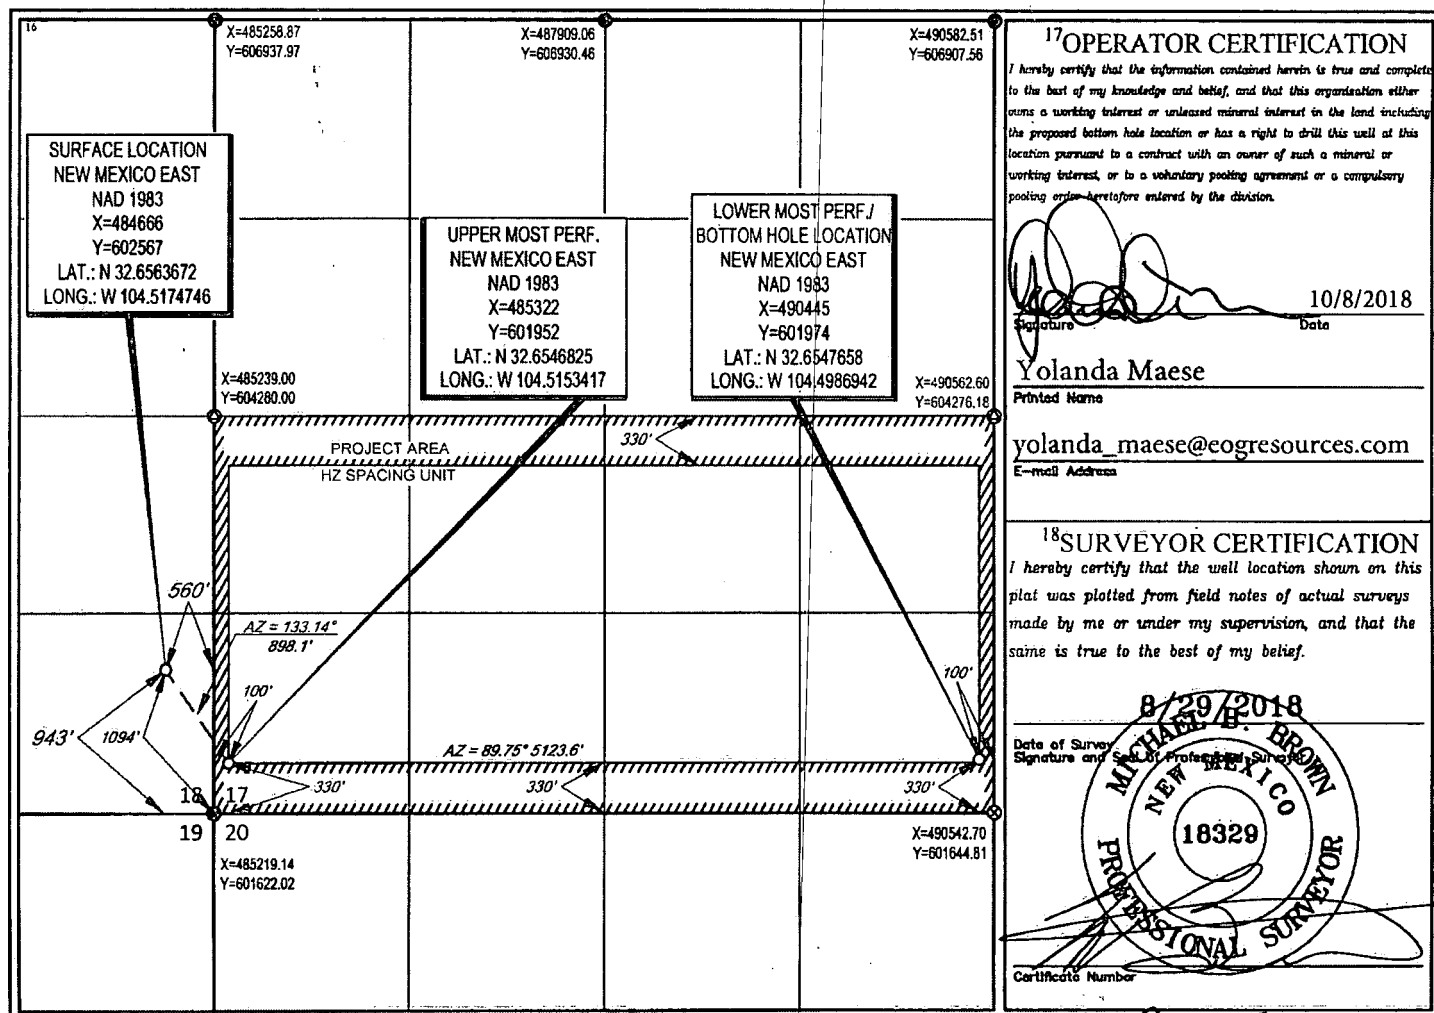 16
X=485258.87
Y=606937.97
X=487909.06
Y=606930.46
X=490582.51
Y=606907.56
SURFACE LOCATION
NEW MEXICO EAST
NAD 1983
X=484666
Y=602567
LAT.: N 32.6563672
LONG.: W 104.5174746
UPPER MOST PERF.
NEW MEXICO EAST
NAD 1983
X=485322
Y=601952
LAT.: N 32.6546825
LONG.: W 104.5153417
LOWER MOST PERF./
BOTTOM HOLE LOCATION
NEW MEXICO EAST
NAD 1983
X=490445
Y=601974
LAT.: N 32.6547658
LONG.: W 104.4986942
X=485239.00
Y=604280.00
X=490562.60
Y=604276.18
PROJECT AREA
330'
HZ SPACING UNIT
560'
AZ = 133.14°
898.1'
100'
100'
943'
1094'
AZ = 89.75° 5123.6'
330'
330'
330'
18 17
19 20
X=485219.14
Y=601622.02
X=490542.70
Y=601644.81
17 OPERATOR CERTIFICATION
I hereby certify that the information contained herein is true and complete
to the best of my knowledge and belief, and that this organization either
owns a working interest or unleased mineral interest in the land including
the proposed bottom hole location or has a right to drill this well at this
location pursuant to a contract with an owner of such a mineral or
working interest, or to a voluntary pooling agreement or a compulsory
pooling order heretofore entered by the division.
10/8/2018
Signature Date
Yolanda Maese
Printed Name
yolanda_maese@eogresources.com
E-mail Address
18 SURVEYOR CERTIFICATION
I hereby certify that the well location shown on this
plat was plotted from field notes of actual surveys
made by me or under my supervision, and that the
same is true to the best of my belief.
8/29/2018
Date of Survey
Signature and Seal of Professional Surveyor
MICHAEL B. BROWN
NEW MEXICO
18329
PROFESSIONAL SURVEYOR
Certificate Number